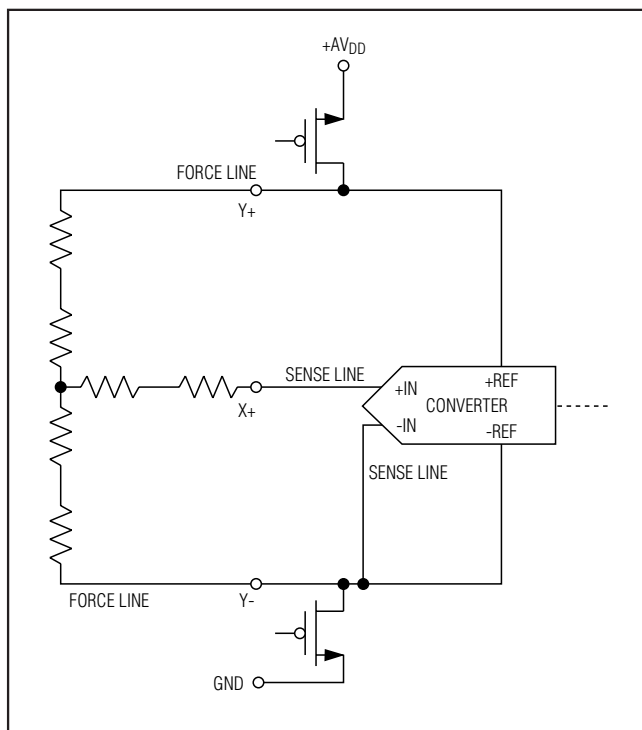 +AVDD
FORCE LINE
Y+
SENSE LINE
X+
+IN
+REF
CONVERTER
-IN
-REF
SENSE LINE
FORCE LINE
Y-
GND